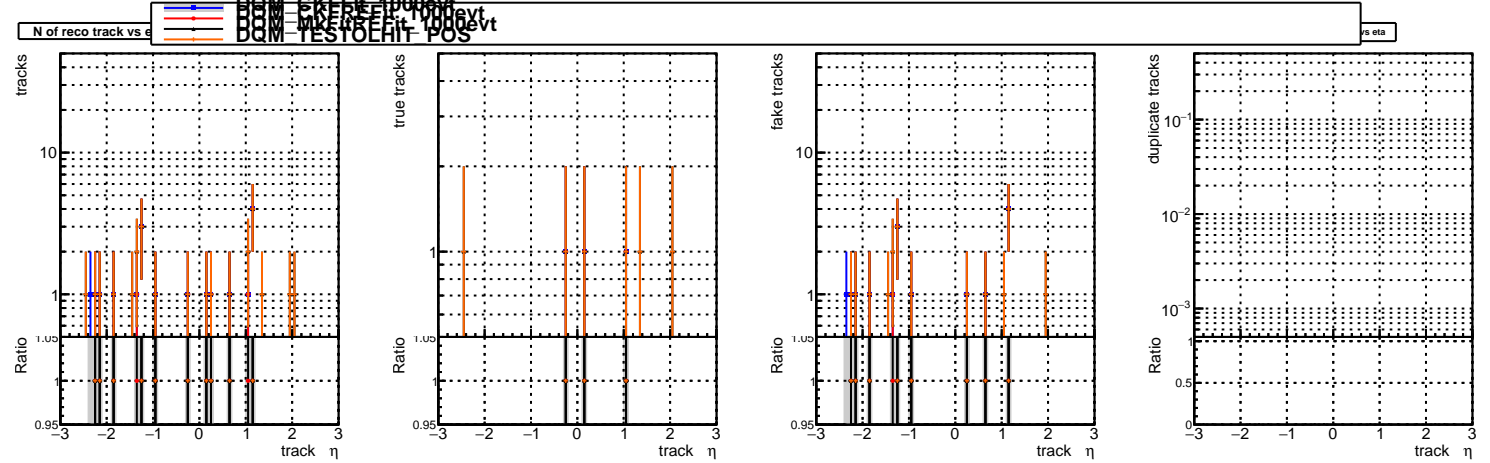 DQM_CKFFit_1000evt
DQM_CKFREFit_1000evt
DQM_MkFitREFit_1000evt
DQM_TESTOLHIT_POS
N of reco track vs e
vs eta
tracks
10
1
1.05
Ratio
1
0.95
−3 −2 −1 0 1 2 3
track η
true tracks
1
1.05
Ratio
1
0.95
−3 −2 −1 0 1 2 3
track η
fake tracks
10
1
1.05
Ratio
1
0.95
−3 −2 −1 0 1 2 3
track η
duplicate tracks
10−1
10−2
10−3
Ratio
1
0.5
0
−3 −2 −1 0 1 2 3
track η